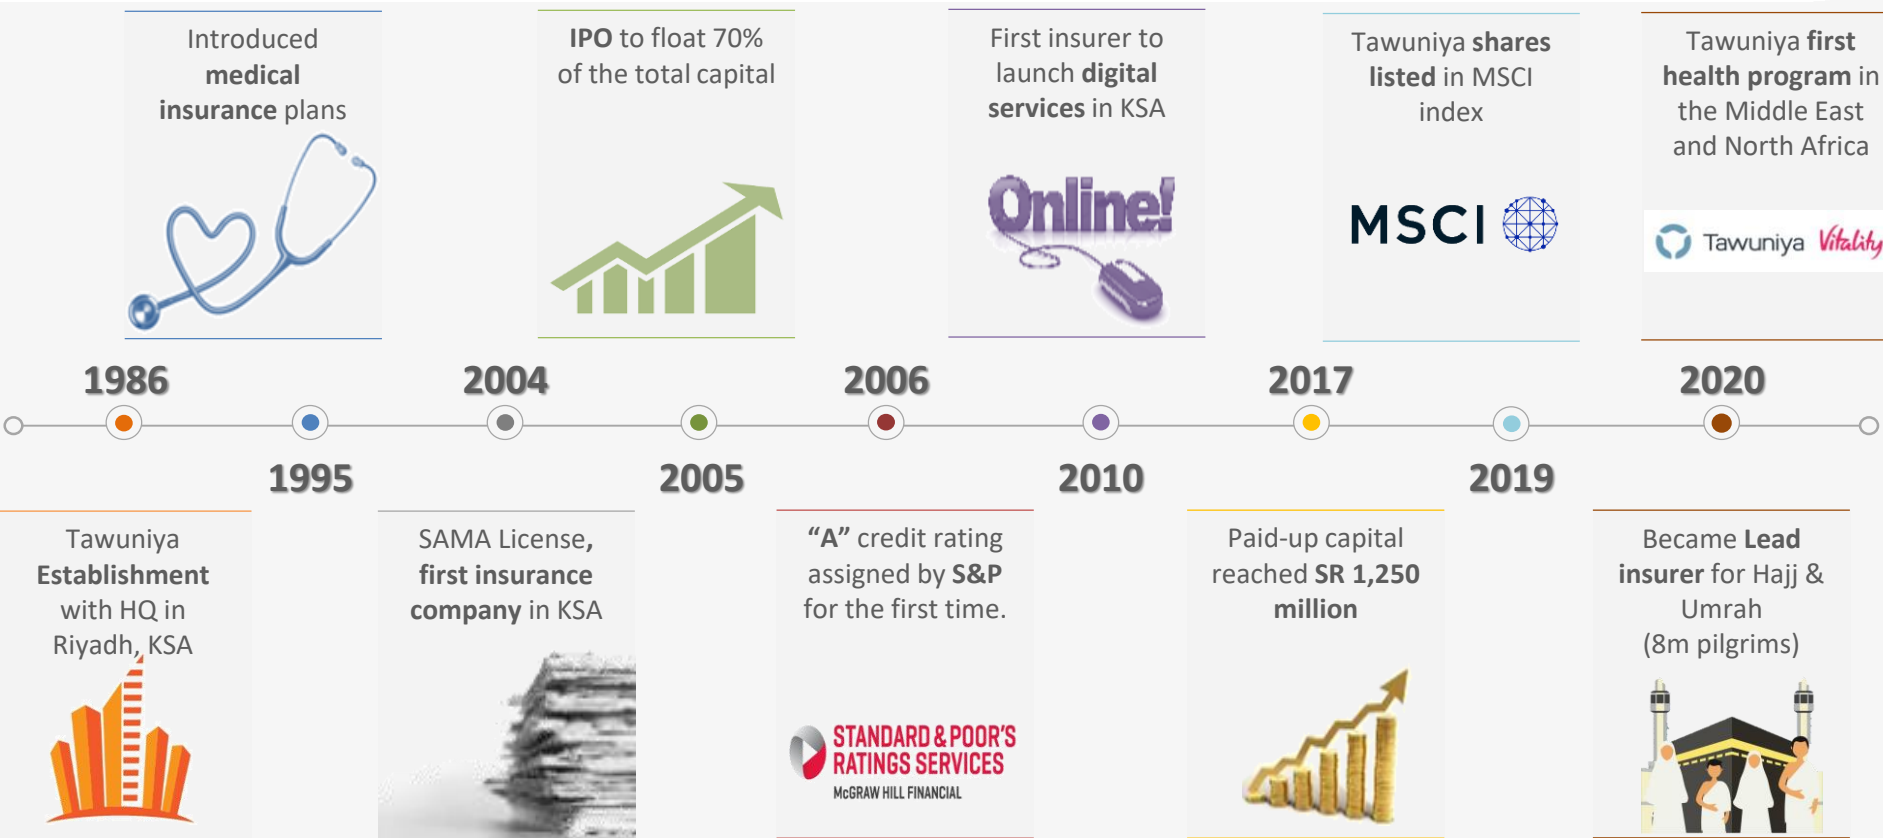 Introduced
medical
insurance plans
IPO to float 70%
of the total capital
First insurer to
launch digital
services in KSA
Online!
Tawuniya shares
listed in MSCI
index
MSCI
Tawuniya first
health program in
the Middle East
and North Africa
Tawuniya Vitality
1986
2004
2006
2017
2020
1995
2005
2010
2019
Tawuniya
Establishment
with HQ in
Riyadh, KSA
SAMA License,
first insurance
company in KSA
“A” credit rating
assigned by S&P
for the first time.
STANDARD & POOR'S
RATINGS SERVICES
McGRAW HILL FINANCIAL
Paid-up capital
reached SR 1,250
million
Became Lead
insurer for Hajj &
Umrah
(8m pilgrims)